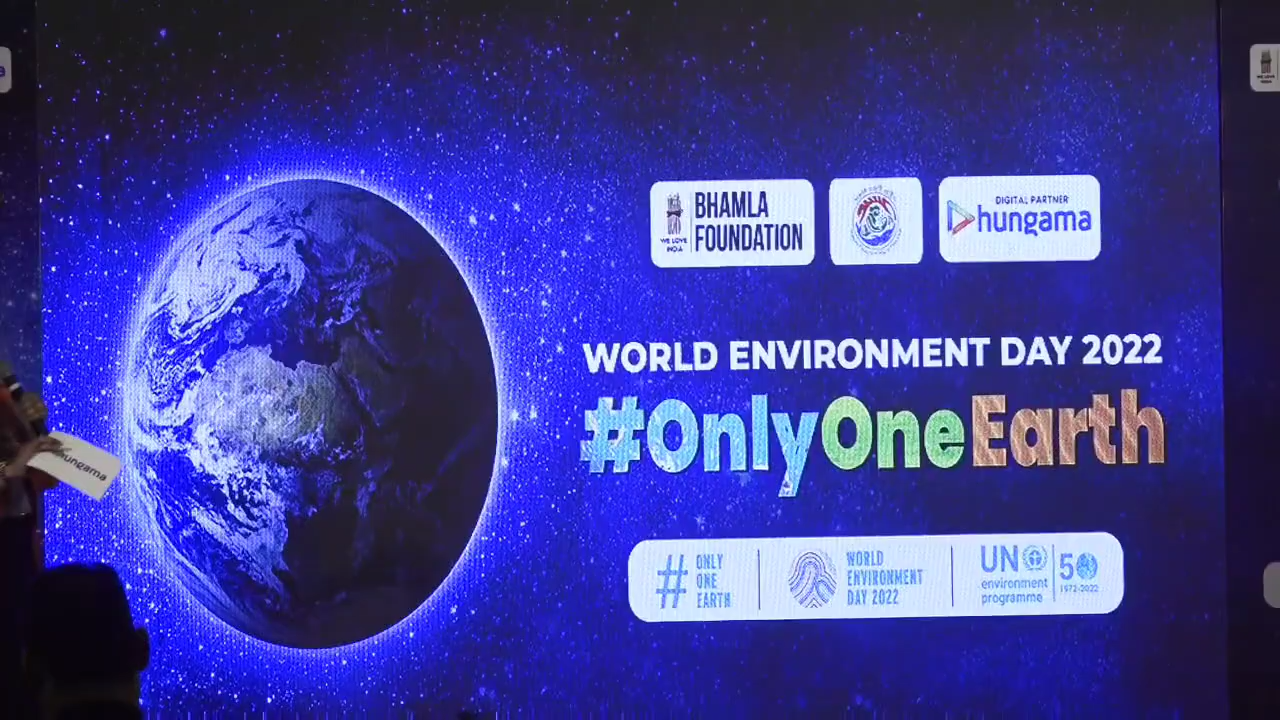 BHAMLA
FOUNDATION
WE LOVE
INDIA
DIGITAL PARTNER
hungama
WORLD ENVIRONMENT DAY 2022
#OnlyOneEarth
hungama
# ONLY
ONE
EARTH
WORLD
ENVIRONMENT
DAY 2022
UN
environment
programme
50
1972-2022